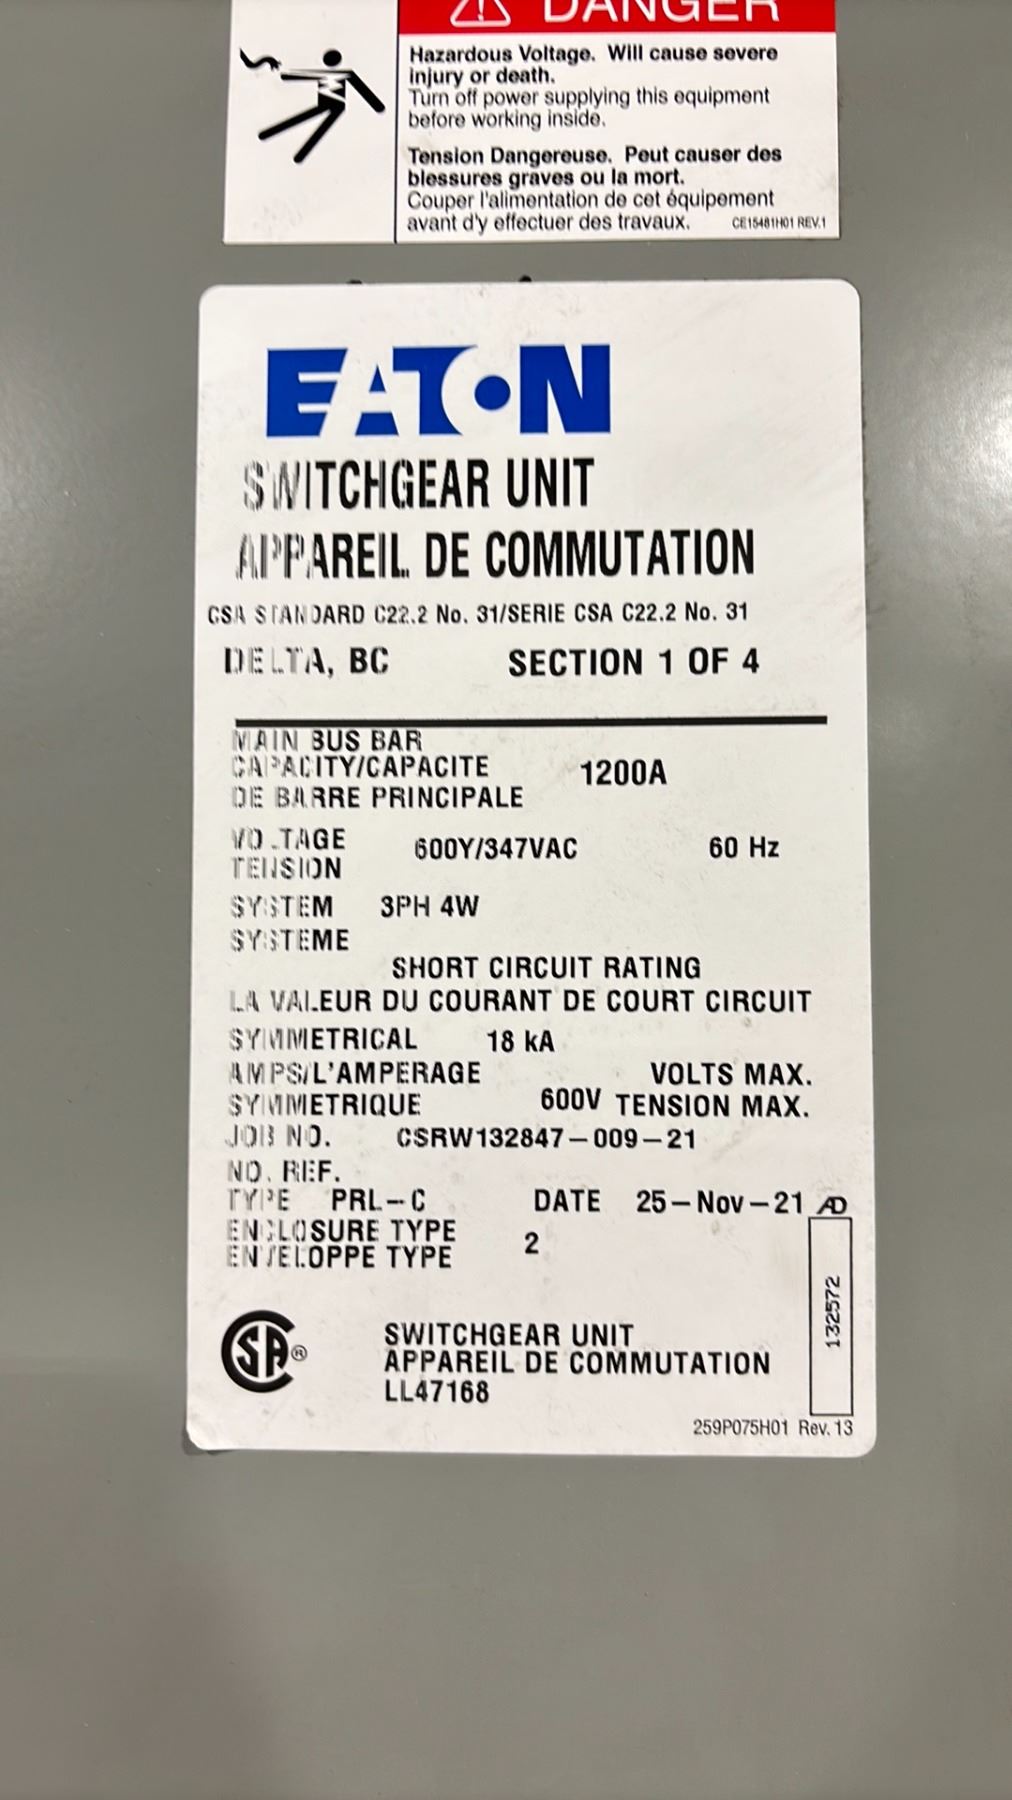 DANGER
Hazardous Voltage. Will cause severe
injury or death.
Turn off power supplying this equipment
before working inside.
Tension Dangereuse. Peut causer des
blessures graves ou la mort.
Couper l'alimentation de cet équipement
avant d'y effectuer des travaux. CE15481H01 REV.1
EATON
SWITCHGEAR UNIT
APPAREIL DE COMMUTATION
CSA STANDARD C22.2 No. 31/SERIE CSA C22.2 No. 31
DELTA, BC SECTION 1 OF 4
MAIN BUS BAR
CAPACITY/CAPACITE 1200A
DE BARRE PRINCIPALE
VOLTAGE 600Y/347VAC 60 Hz
TENSION
SYSTEM 3PH 4W
SYSTEME
SHORT CIRCUIT RATING
LA VALEUR DU COURANT DE COURT CIRCUIT
SYMMETRICAL 18 kA
AMPS/L'AMPERAGE VOLTS MAX.
SYMMETRIQUE 600V TENSION MAX.
JOB NO. CSRW132847-009-21
NO. REF.
TYPE PRL-C DATE 25-Nov-21 AD
ENCLOSURE TYPE 2
ENVELOPPE TYPE
132572
SA®
SWITCHGEAR UNIT
APPAREIL DE COMMUTATION
LL47168
259P075H01 Rev. 13